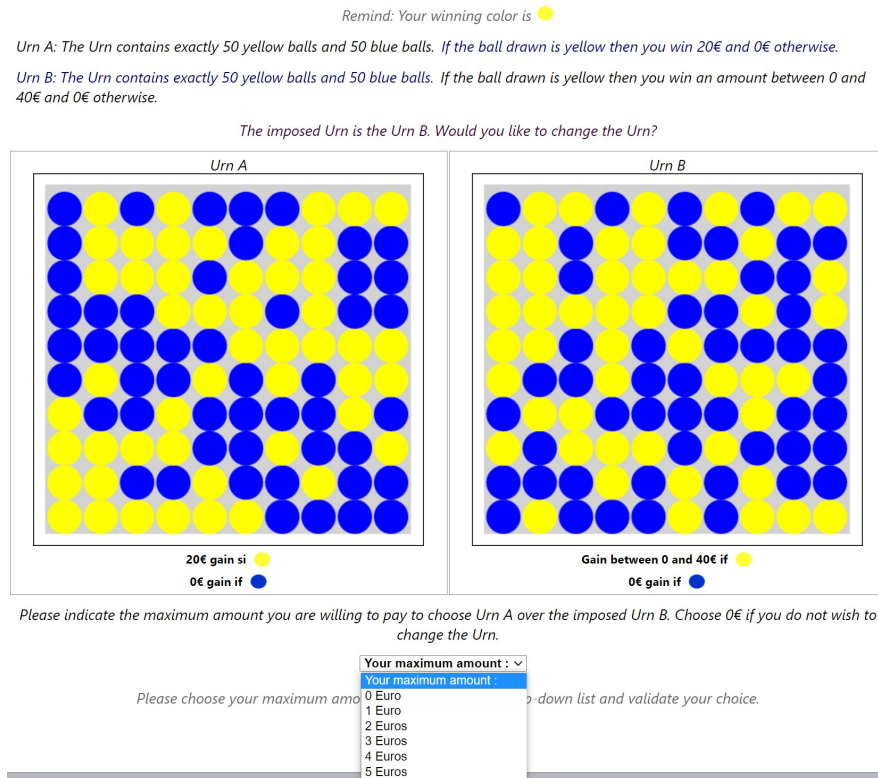 Remind: Your winning color is
Urn A: The Urn contains exactly 50 yellow balls and 50 blue balls. If the ball drawn is yellow then you win 20€ and 0€ otherwise.
Urn B: The Urn contains exactly 50 yellow balls and 50 blue balls. If the ball drawn is yellow then you win an amount between 0 and
40€ and 0€ otherwise.
The imposed Urn is the Urn B. Would you like to change the Urn?
Urn A
Urn B
20€ gain si
0€ gain if
Gain between 0 and 40€ if
0€ gain if
Please indicate the maximum amount you are willing to pay to choose Urn A over the imposed Urn B. Choose 0€ if you do not wish to
change the Urn.
Your maximum amount :
Your maximum amount :
Please choose your maximum -down list and validate your choice.
0 Euro
1 Euro
2 Euros
3 Euros
4 Euros
5 Euros